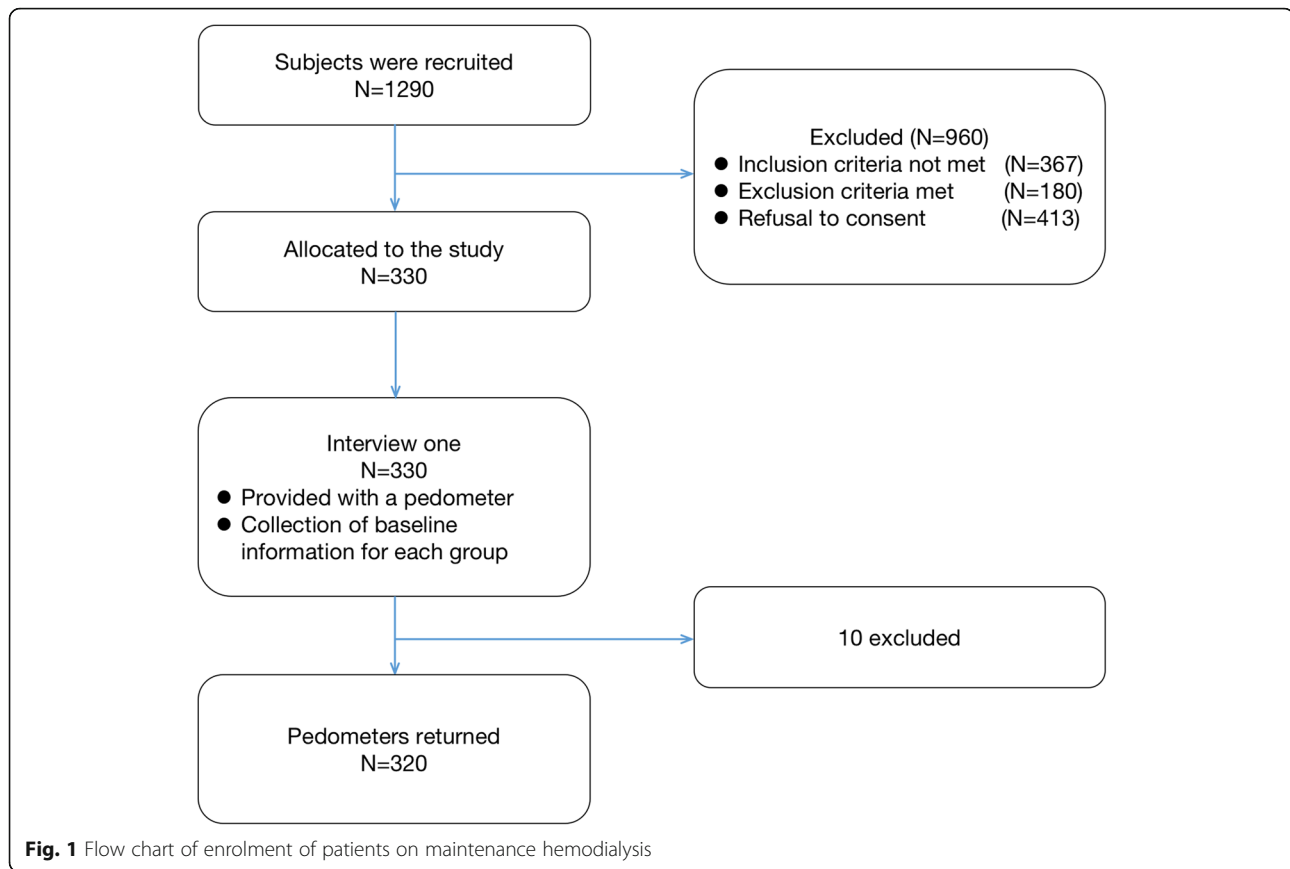 Subjects were recruited
N=1290
Excluded (N=960)
● Inclusion criteria not met (N=367)
● Exclusion criteria met (N=180)
● Refusal to consent (N=413)
Allocated to the study
N=330
Interview one
N=330
● Provided with a pedometer
● Collection of baseline
information for each group
10 excluded
Pedometers returned
N=320
Fig. 1 Flow chart of enrolment of patients on maintenance hemodialysis